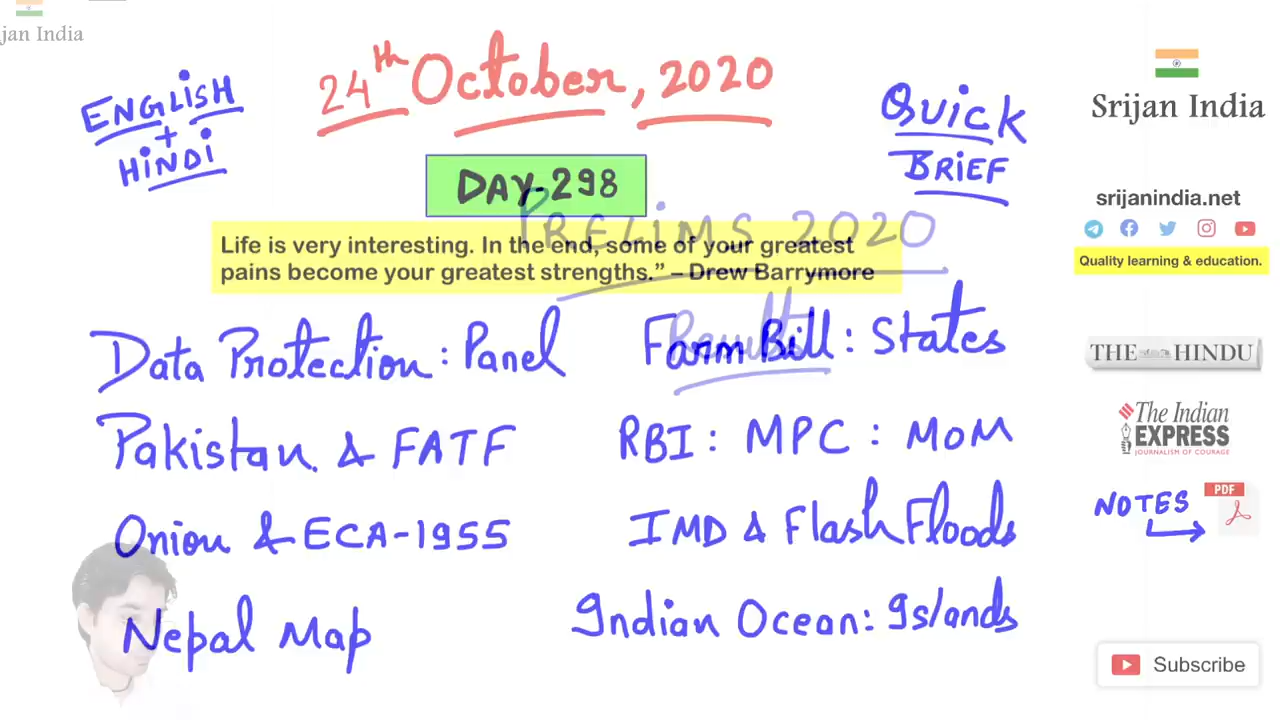 jan India
24th October, 2020
ENGLISH
+
HINDI
QUICK
BRIEF
Srijan India
srijanindia.net
Quality learning & education.
DAY-298
PRELIMS 2020
Results
Life is very interesting. In the end, some of your greatest
pains become your greatest strengths.” – Drew Barrymore
Data Protection : Panel
Farm Bill : States
THE HINDU
Pakistan & FATF
RBI : MPC : MOM
The Indian
EXPRESS
JOURNALISM OF COURAGE
Onion & ECA-1955
IMD & Flash Floods
NOTES
PDF
Nepal Map
Indian Ocean: Islands
Subscribe